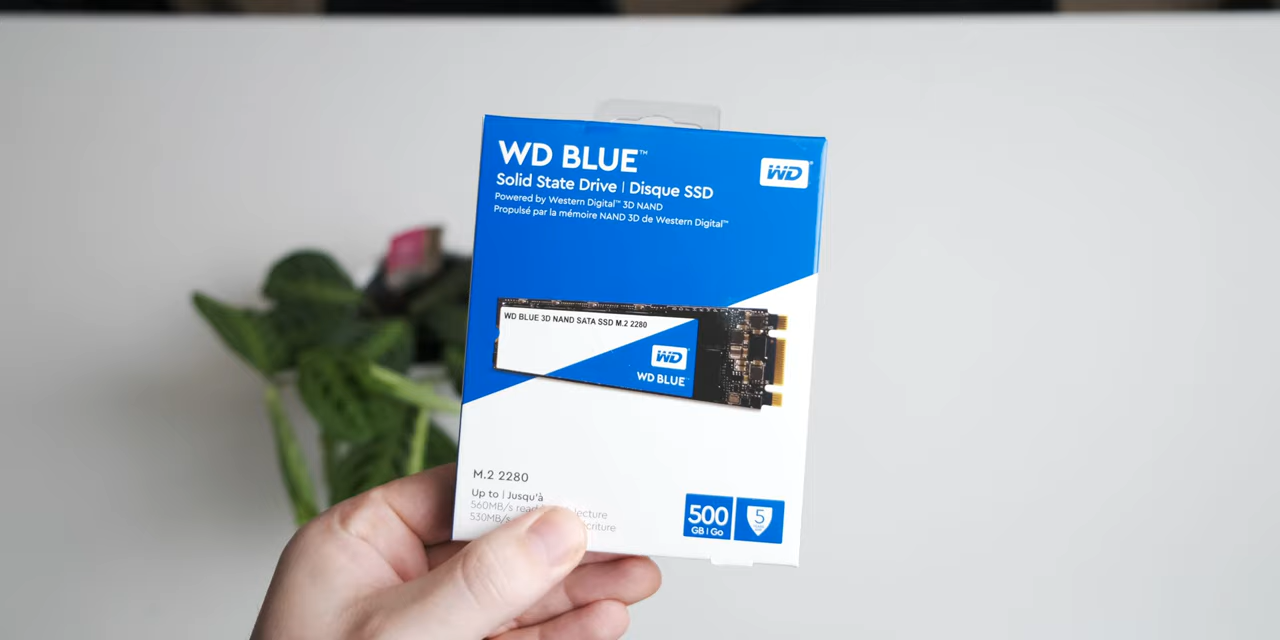 WD BLUE™
WD®
Solid State Drive | Disque SSD
Powered by Western Digital™ 3D NAND
Propulsé par la mémoire NAND 3D de Western Digital™
WD BLUE 3D NAND SATA SSD M.2 2280
WD
WD BLUE
M.2 2280
Up to | Jusqu'à
560MB/s read lecture
530MB/s criture
500
GB | Go
5